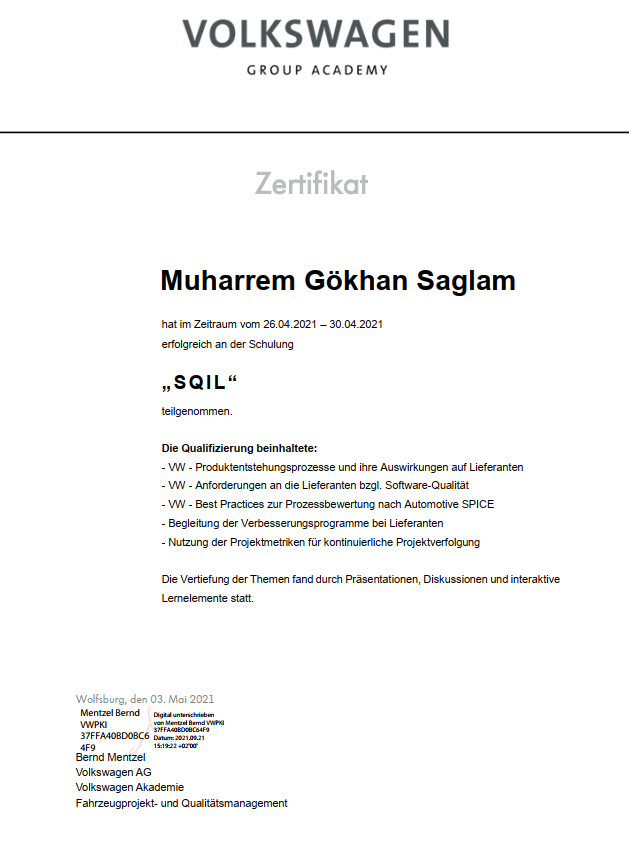 VOLKSWAGEN
GROUP ACADEMY
Zertifikat
Muharrem Gökhan Saglam
hat im Zeitraum vom 26.04.2021 – 30.04.2021
erfolgreich an der Schulung
„SQIL“
teilgenommen.
Die Qualifizierung beinhaltete:
- VW - Produktentstehungsprozesse und ihre Auswirkungen auf Lieferanten
- VW - Anforderungen an die Lieferanten bzgl. Software-Qualität
- VW - Best Practices zur Prozessbewertung nach Automotive SPICE
- Begleitung der Verbesserungsprogramme bei Lieferanten
- Nutzung der Projektmetriken für kontinuierliche Projektverfolgung
Die Vertiefung der Themen fand durch Präsentationen, Diskussionen und interaktive
Lernelemente statt.
Wolfsburg, den 03. Mai 2021
Mentzel Bernd
VWPKI
37FFA40BD0BC6
4F9
Digital unterschrieben
von Mentzel Bernd VWPKI
37FFA40BD0BC64F9
Datum: 2021.09.21
15:19:22 +02'00'
Bernd Mentzel
Volkswagen AG
Volkswagen Akademie
Fahrzeugprojekt- und Qualitätsmanagement